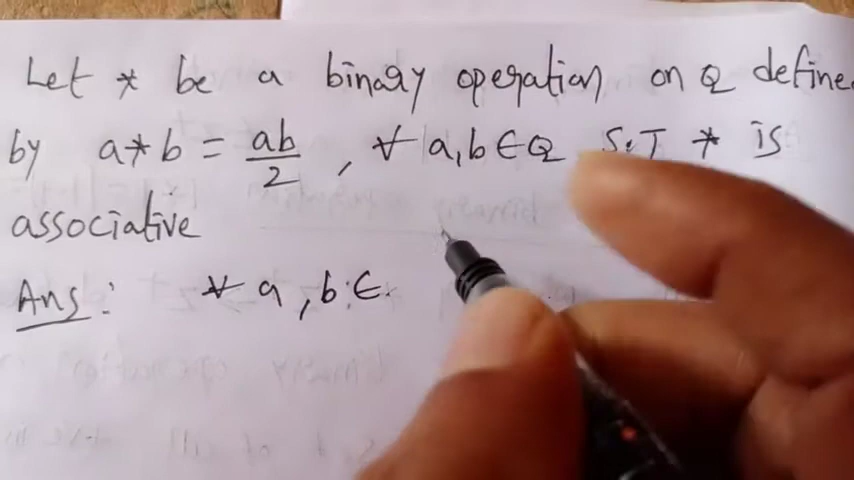 Let * be a binary operation on Q define
by a * b = ab/2 , ∀ a, b ∈ Q S.T * is
associative
Ans : ∀ a , b ∈